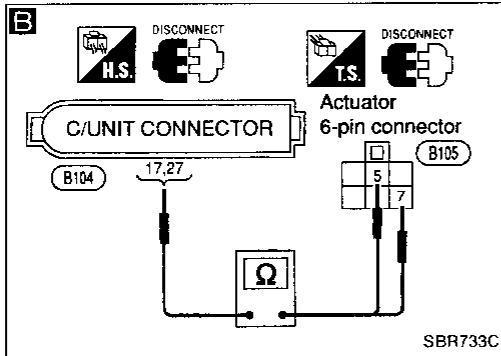 B
DISCONNECT
H.S.
DISCONNECT
T.S.
Actuator
6-pin connector
C/UNIT CONNECTOR
B104
17,27
B105
5
7
Ω
SBR733C